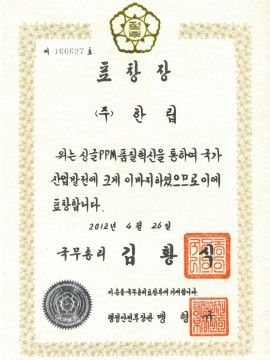 제 166627 호
표창장
(주) 한립
위는 싱글PPM품질혁신을 통하여 국가
산업발전에 크게 이바지하였으므로 이에
표창합니다.
2012년 4월 26일
국무총리 김황식
이 증을 국무총리표창부에 기입합니다.
행정안전부장관 맹형규